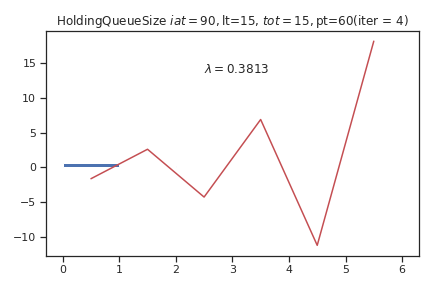 HoldingQueueSize iat = 90, lt=15, tot = 15, pt=60(iter = 4)
λ = 0.3813
15
10
5
0
−5
−10
0 1 2 3 4 5 6